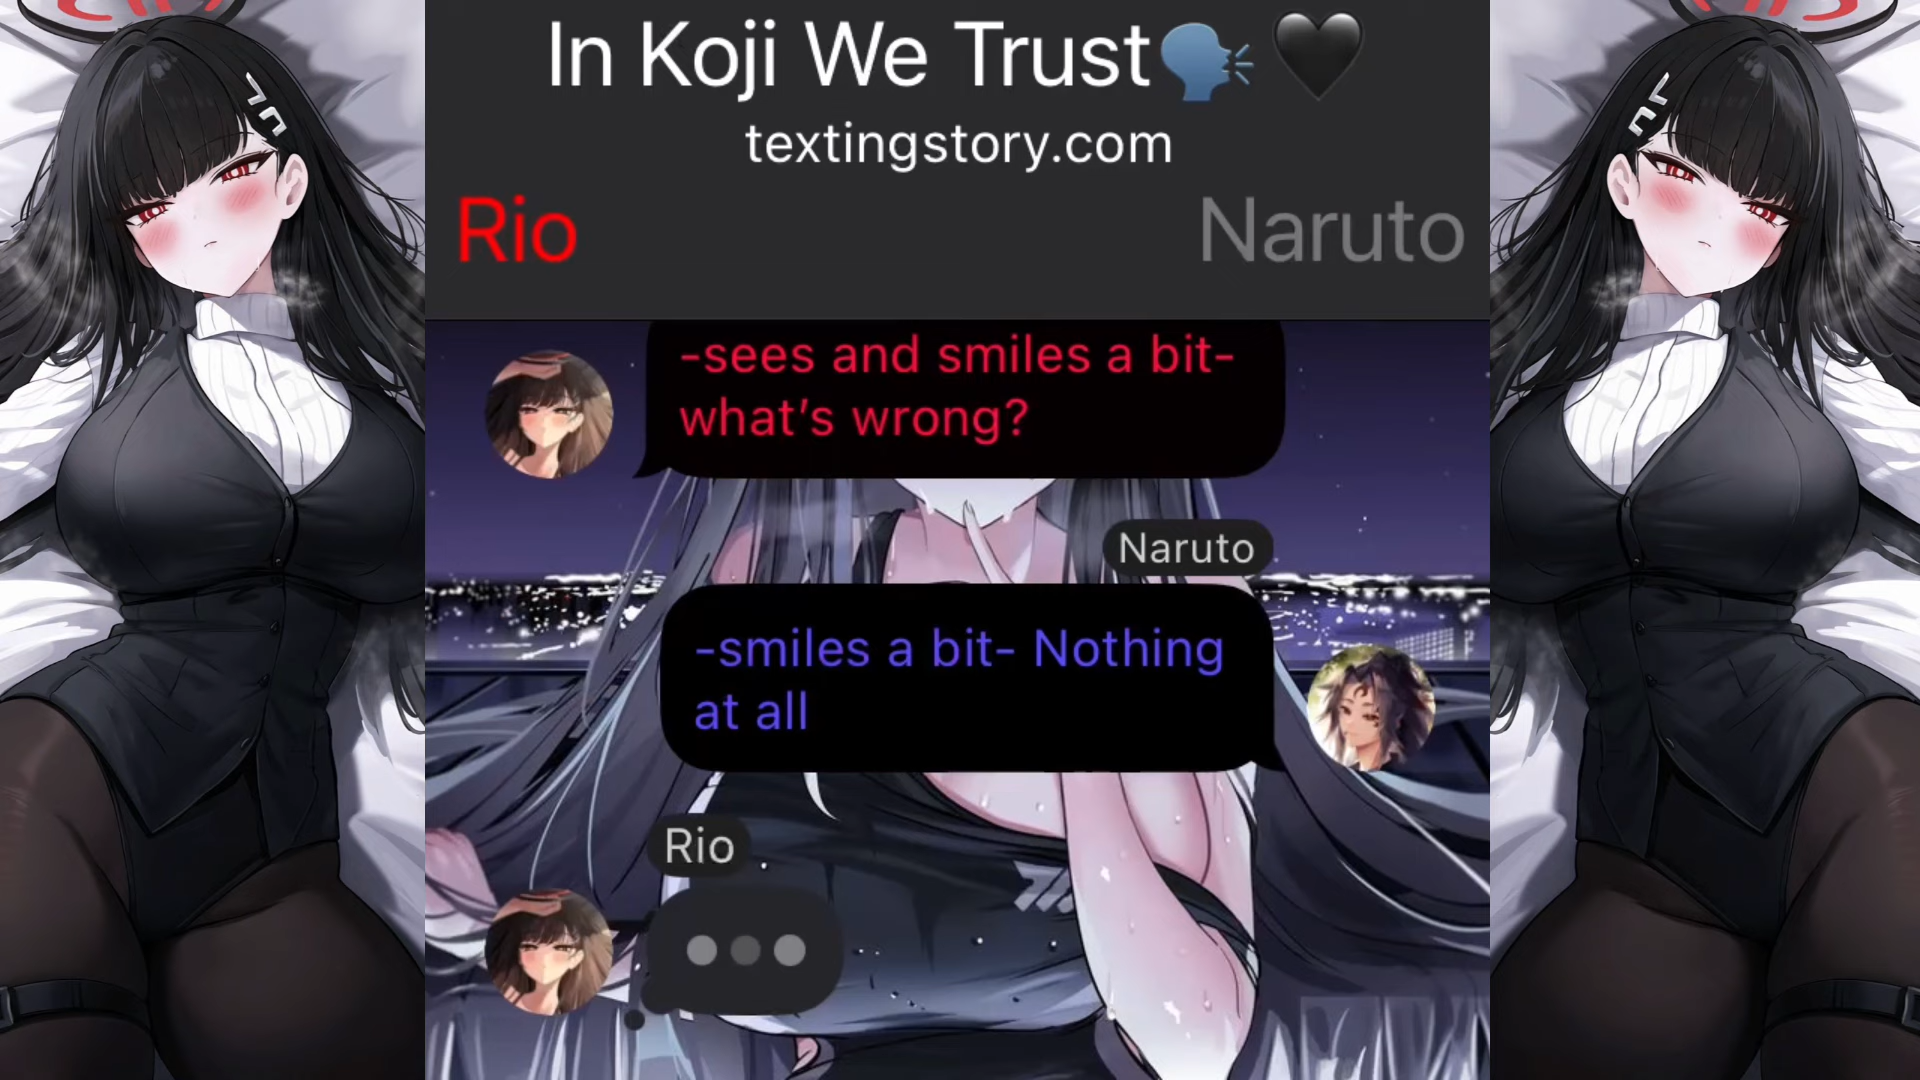 In Koji We Trust🗣️🖤
textingstory.com
Rio
Naruto
-sees and smiles a bit-
what's wrong?
Naruto
-smiles a bit- Nothing
at all
Rio